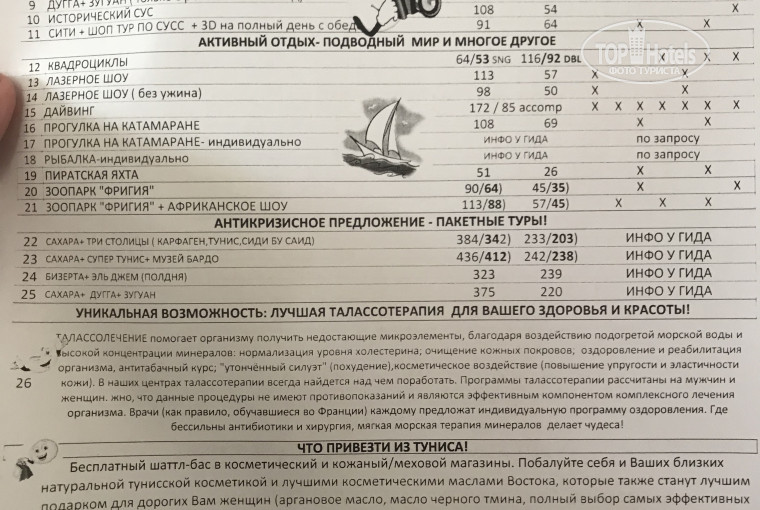 9 ДУГГА+ ЗУГУАН
10 ИСТОРИЧЕСКИЙ СУС 108 54 X
11 СИТИ + ШОП ТУР ПО СУСС + 3D на полный день с обед 91 64 X X
АКТИВНЫЙ ОТДЫХ- ПОДВОДНЫЙ МИР И МНОГОЕ ДРУГОЕ
12 КВАДРОЦИКЛЫ 64/53 SNG 116/92 DBL X X X X
13 ЛАЗЕРНОЕ ШОУ 113 57 X X
14 ЛАЗЕРНОЕ ШОУ ( без ужина) 98 50 X X
15 ДАЙВИНГ 172 / 85 accomp X X X X X X X
16 ПРОГУЛКА НА КАТАМАРАНЕ 108 69 X X
17 ПРОГУЛКА НА КАТАМАРАНЕ- индивидуально ИНФО У ГИДА по запросу
18 РЫБАЛКА-индивидуально ИНФО У ГИДА по запросу
19 ПИРАТСКАЯ ЯХТА 51 26 X X
20 ЗООПАРК "ФРИГИЯ" 90/64) 45/35) X X
21 ЗООПАРК "ФРИГИЯ" + АФРИКАНСКОЕ ШОУ 113/88) 57/45) X X X
АНТИКРИЗИСНОЕ ПРЕДЛОЖЕНИЕ - ПАКЕТНЫЕ ТУРЫ!
22 САХАРА+ ТРИ СТОЛИЦЫ ( КАРФАГЕН,ТУНИС,СИДИ БУ САИД) 384/342) 233/203) ИНФО У ГИДА
23 САХАРА+ СУПЕР ТУНИС+ МУЗЕЙ БАРДО 436/412) 242/238) ИНФО У ГИДА
24 БИЗЕРТА+ ЭЛЬ ДЖЕМ (ПОЛДНЯ) 323 239 ИНФО У ГИДА
25 САХАРА+ ДУГГА+ ЗУГУАН 375 220 ИНФО У ГИДА
УНИКАЛЬНАЯ ВОЗМОЖНОСТЬ: ЛУЧШАЯ ТАЛАССОТЕРАПИЯ ДЛЯ ВАШЕГО ЗДОРОВЬЯ И КРАСОТЫ!
ТАЛАССОЛЕЧЕНИЕ помогает организму получить недостающие микроэлементы, благодаря воздействию подогретой морской воды и
высокой концентрации минералов: нормализация уровня холестерина; очищение кожных покровов; оздоровление и реабилитация
организма, антитабачный курс; "утончённый силуэт" (похудение),косметическое воздействие (повышение упругости и эластичности
26 кожи). В наших центрах талассотерапии всегда найдется над чем поработать. Программы талассотерапии рассчитаны на мужчин и
женщин. жно, что данные процедуры не имеют противопоказаний и являются эффективным компонентом комплексного лечения
организма. Врачи (как правило, обучавшиеся во Франции) каждому предложат индивидуальную программу оздоровления. Где
бессильны антибиотики и хирургия, мягкая морская терапия минералов делает чудеса!
ЧТО ПРИВЕЗТИ ИЗ ТУНИСА!
Бесплатный шаттл-бас в косметический и кожаный/меховой магазины. Побалуйте себя и Ваших близких
натуральной тунисской косметикой и лучшими косметическими маслами Востока, которые также станут лучшим
подарком для дорогих Вам женщин (аргановое масло, масло черного тмина, полный выбор самых эффективных
TopHotels
ФОТО ТУРИСТА